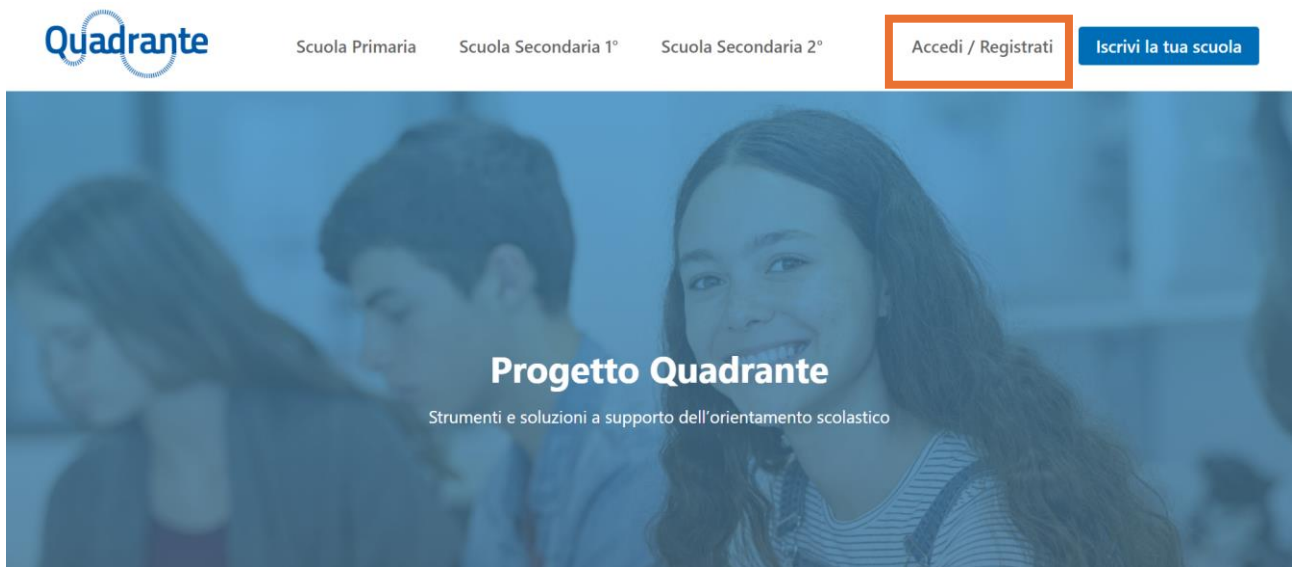 Quadrante
Scuola Primaria Scuola Secondaria 1° Scuola Secondaria 2° Accedi / Registrati Iscrivi la tua scuola
Progetto Quadrante
Strumenti e soluzioni a supporto dell'orientamento scolastico